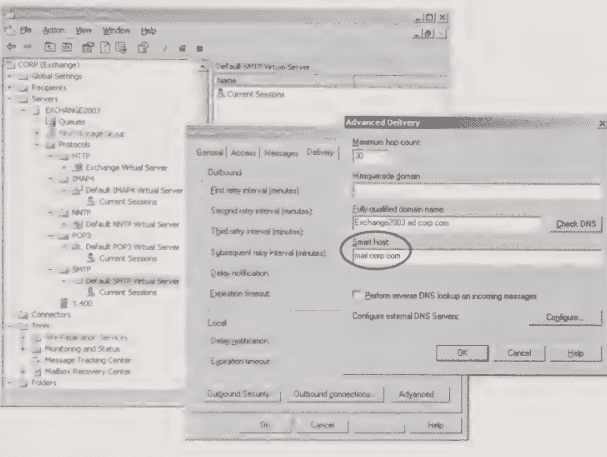 File Action View Window Help
CORP (Exchange)
Global Settings
Recipients
Servers
EXCHANGE2003
Queues
First Storage Group
Protocols
HTTP
Exchange Virtual Server
IMAP4
Default IMAP4 Virtual Server
Current Sessions
NNTP
Default NNTP Virtual Server
POP3
Default POP3 Virtual Server
Current Sessions
SMTP
Default SMTP Virtual Server
Current Sessions
X.400
Connectors
Tools
Site Replication Services
Monitoring and Status
Message Tracking Center
Mailbox Recovery Center
Folders
Default SMTP Virtual Server
Name
Current Sessions
General Access Messages Delivery
Outbound
First retry interval (minutes):
Second retry interval (minutes):
Third retry interval (minutes):
Subsequent retry interval (minutes):
Delay notification:
Expiration timeout:
Local
Delay notification:
Expiration timeout:
Outbound Security... Outbound connections... Advanced
OK Cancel Help
Advanced Delivery
Maximum hop count:
30
Masquerade domain:
Fully-qualified domain name:
Exchange2003 ad corp com
Check DNS
Smart host:
mail corp com
Perform reverse DNS lookup on incoming messages
Configure external DNS Servers:
Configure...
OK Cancel Help